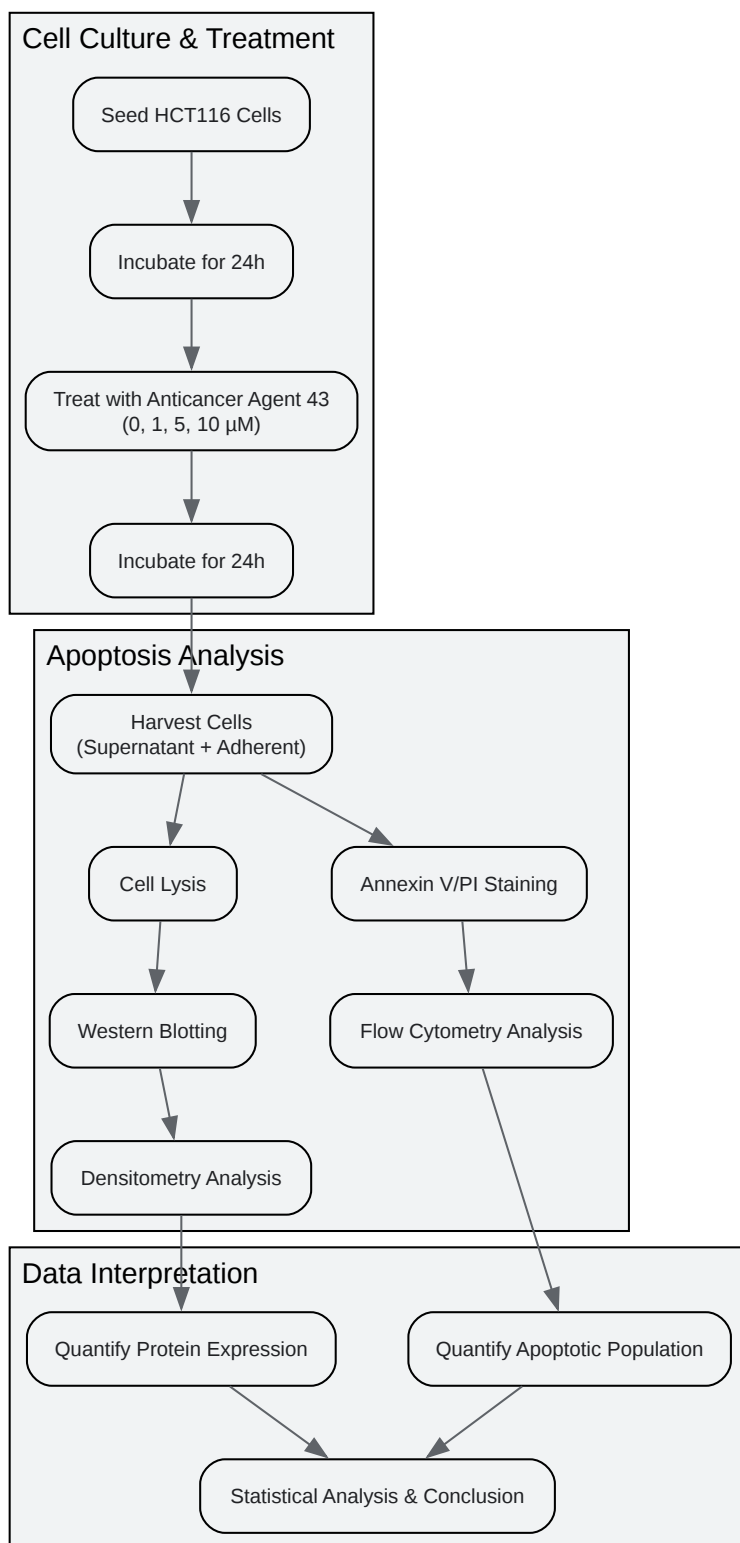 Cell Culture & Treatment
Seed HCT116 Cells
Incubate for 24h
Treat with Anticancer Agent 43
(0, 1, 5, 10 µM)
Incubate for 24h
Apoptosis Analysis
Harvest Cells
(Supernatant + Adherent)
Cell Lysis
Annexin V/PI Staining
Western Blotting
Flow Cytometry Analysis
Densitometry Analysis
Data Interpretation
Quantify Protein Expression
Quantify Apoptotic Population
Statistical Analysis & Conclusion